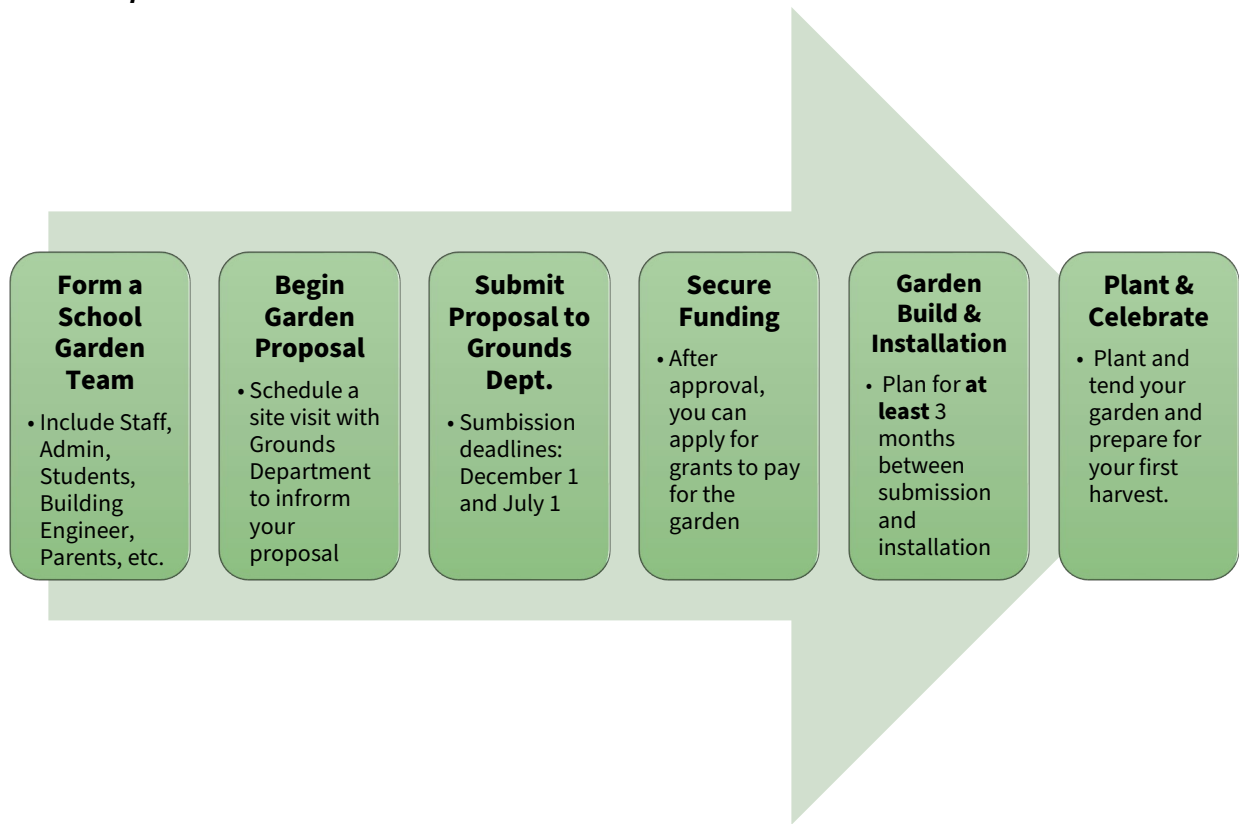 Form a
School
Garden
Team
• Include Staff,
Admin,
Students,
Building
Engineer,
Parents, etc.
Begin
Garden
Proposal
• Schedule a
site visit with
Grounds
Department
to infrorm
your
proposal
Submit
Proposal to
Grounds
Dept.
• Sumbission
deadlines:
December 1
and July 1
Secure
Funding
• After
approval,
you can
apply for
grants to pay
for the
garden
Garden
Build &
Installation
• Plan for at
least 3
months
between
submission
and
installation
Plant &
Celebrate
• Plant and
tend your
garden and
prepare for
your first
harvest.